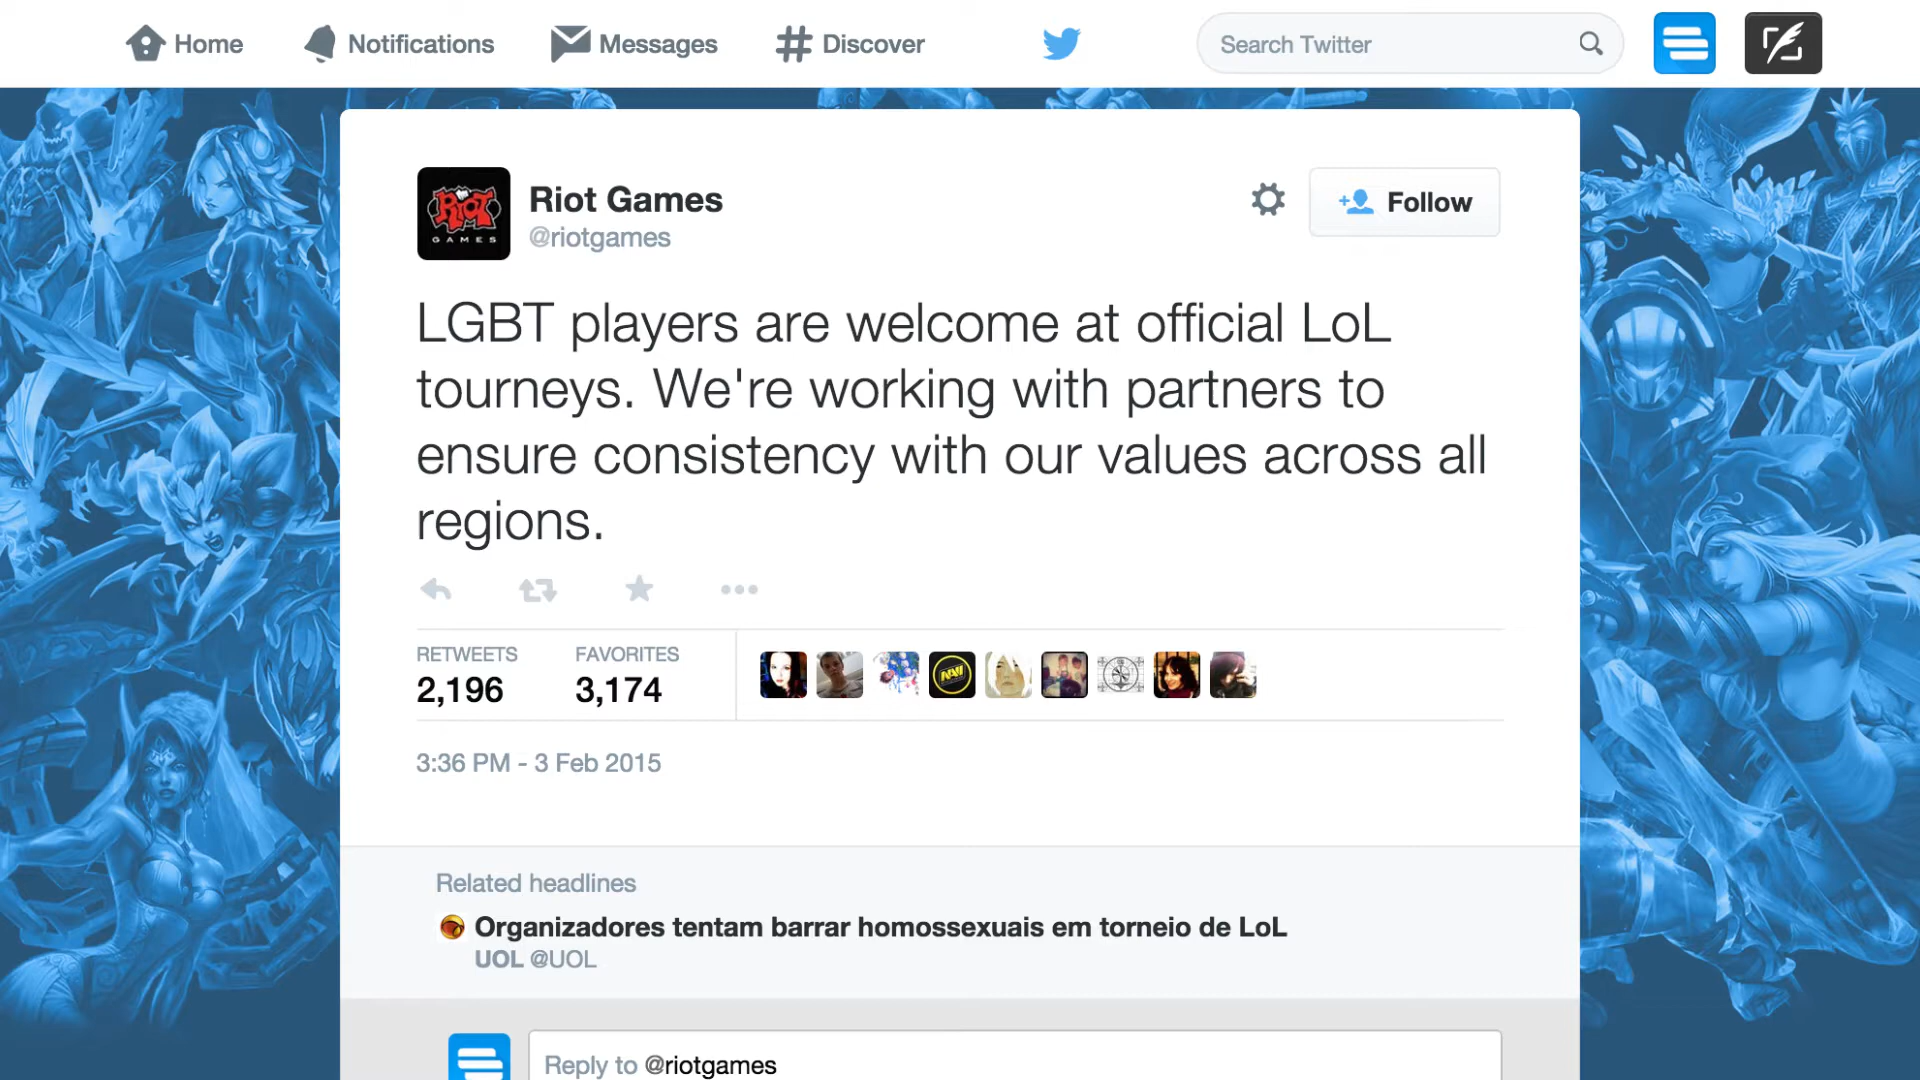 Home
Notifications
Messages
Discover
Search Twitter
RIOT
GAMES
Riot Games
@riotgames
Follow
LGBT players are welcome at official LoL
tourneys. We're working with partners to
ensure consistency with our values across all
regions.
RETWEETS
FAVORITES
2,196
3,174
NAVI
3:36 PM - 3 Feb 2015
Related headlines
Organizadores tentam barrar homossexuais em torneio de LoL
UOL @UOL
Reply to @riotgames